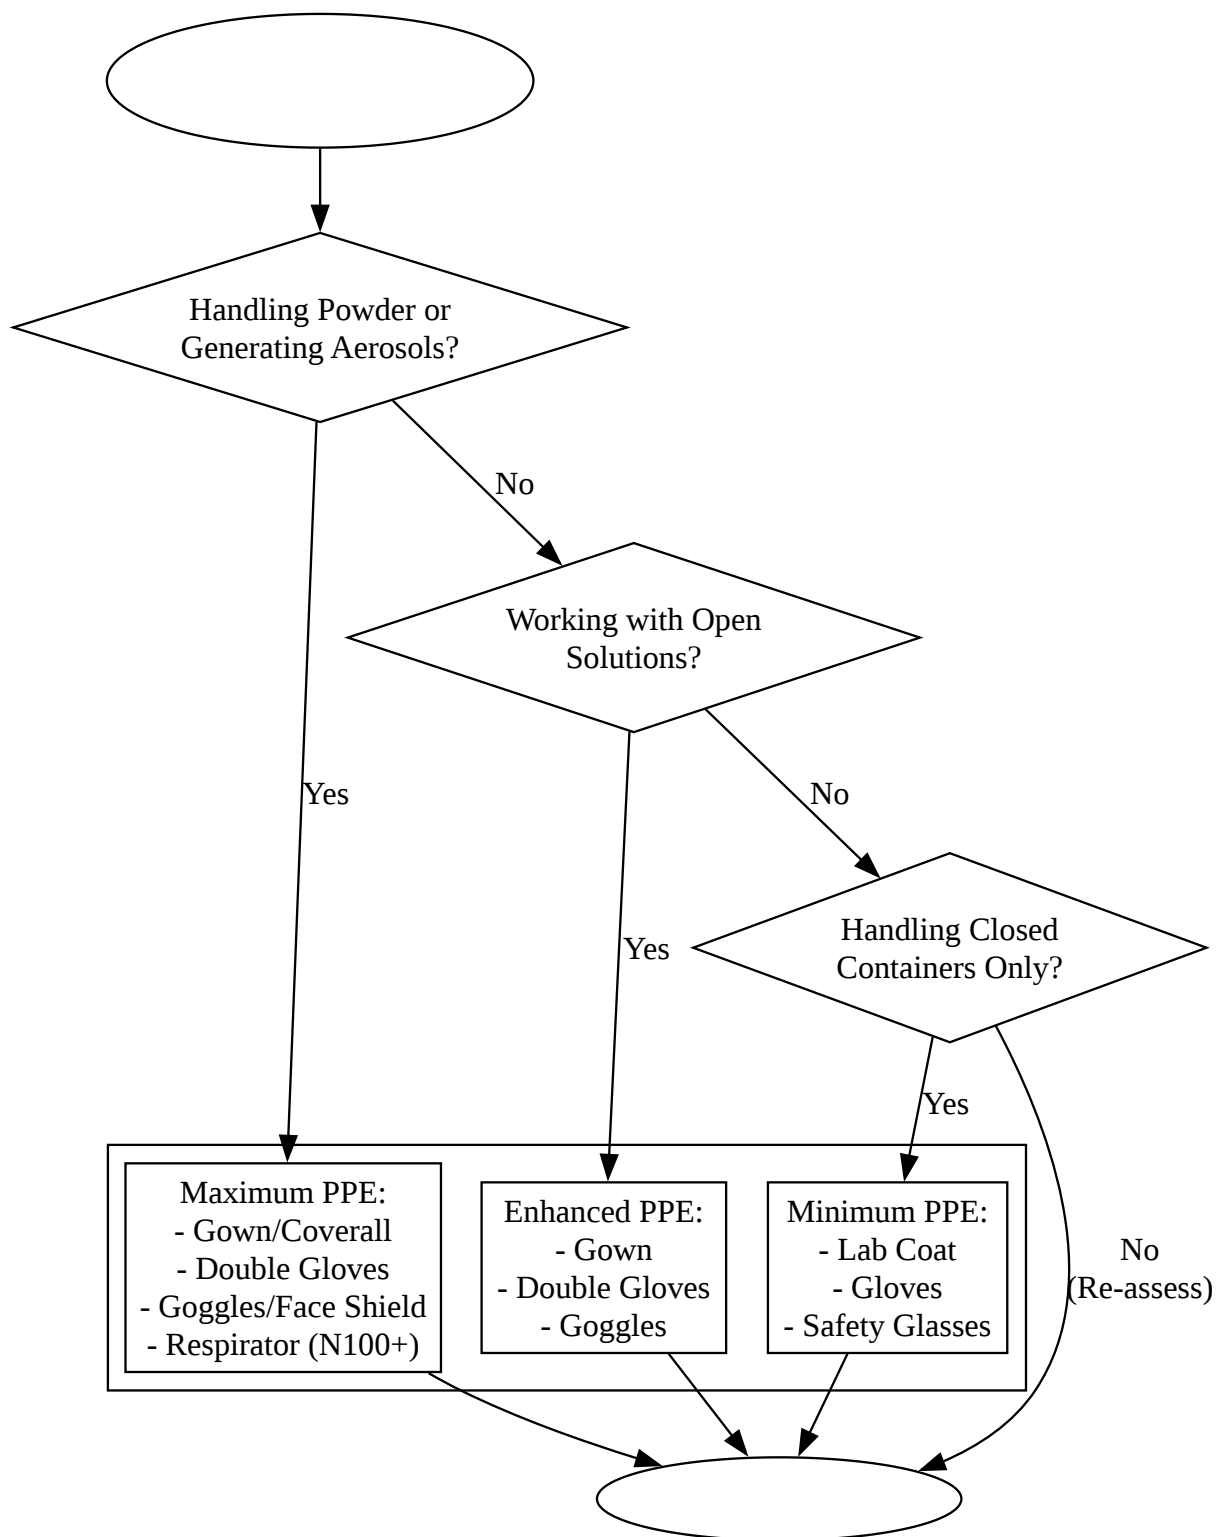 Handling Powder or
Generating Aerosols?
No
Working with Open
Solutions?
Yes
No
Handling Closed
Containers Only?
Yes
Yes
Maximum PPE:
- Gown/Coverall
- Double Gloves
- Goggles/Face Shield
- Respirator (N100+)
Enhanced PPE:
- Gown
- Double Gloves
- Goggles
Minimum PPE:
- Lab Coat
- Gloves
- Safety Glasses
No
(Re-assess)